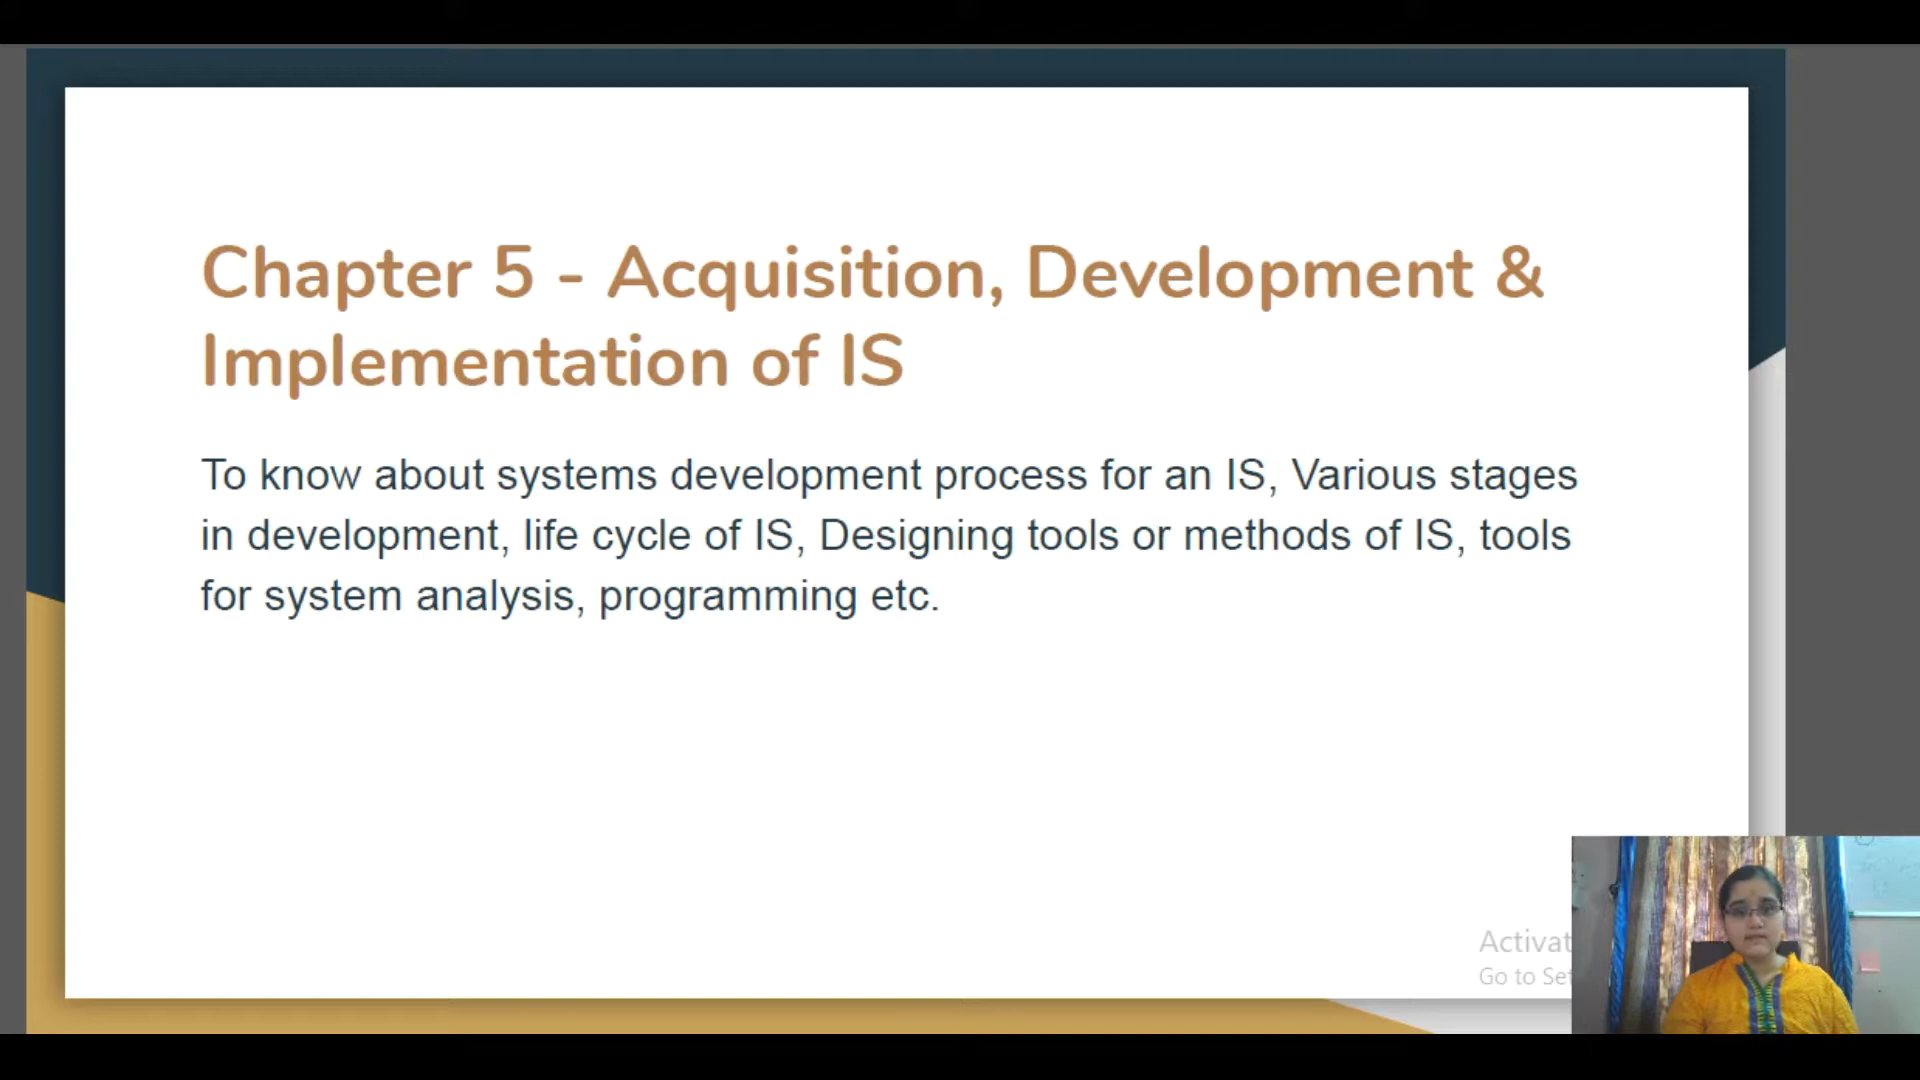 Chapter 5 - Acquisition, Development &
Implementation of IS
To know about systems development process for an IS, Various stages
in development, life cycle of IS, Designing tools or methods of IS, tools
for system analysis, programming etc.
Go to